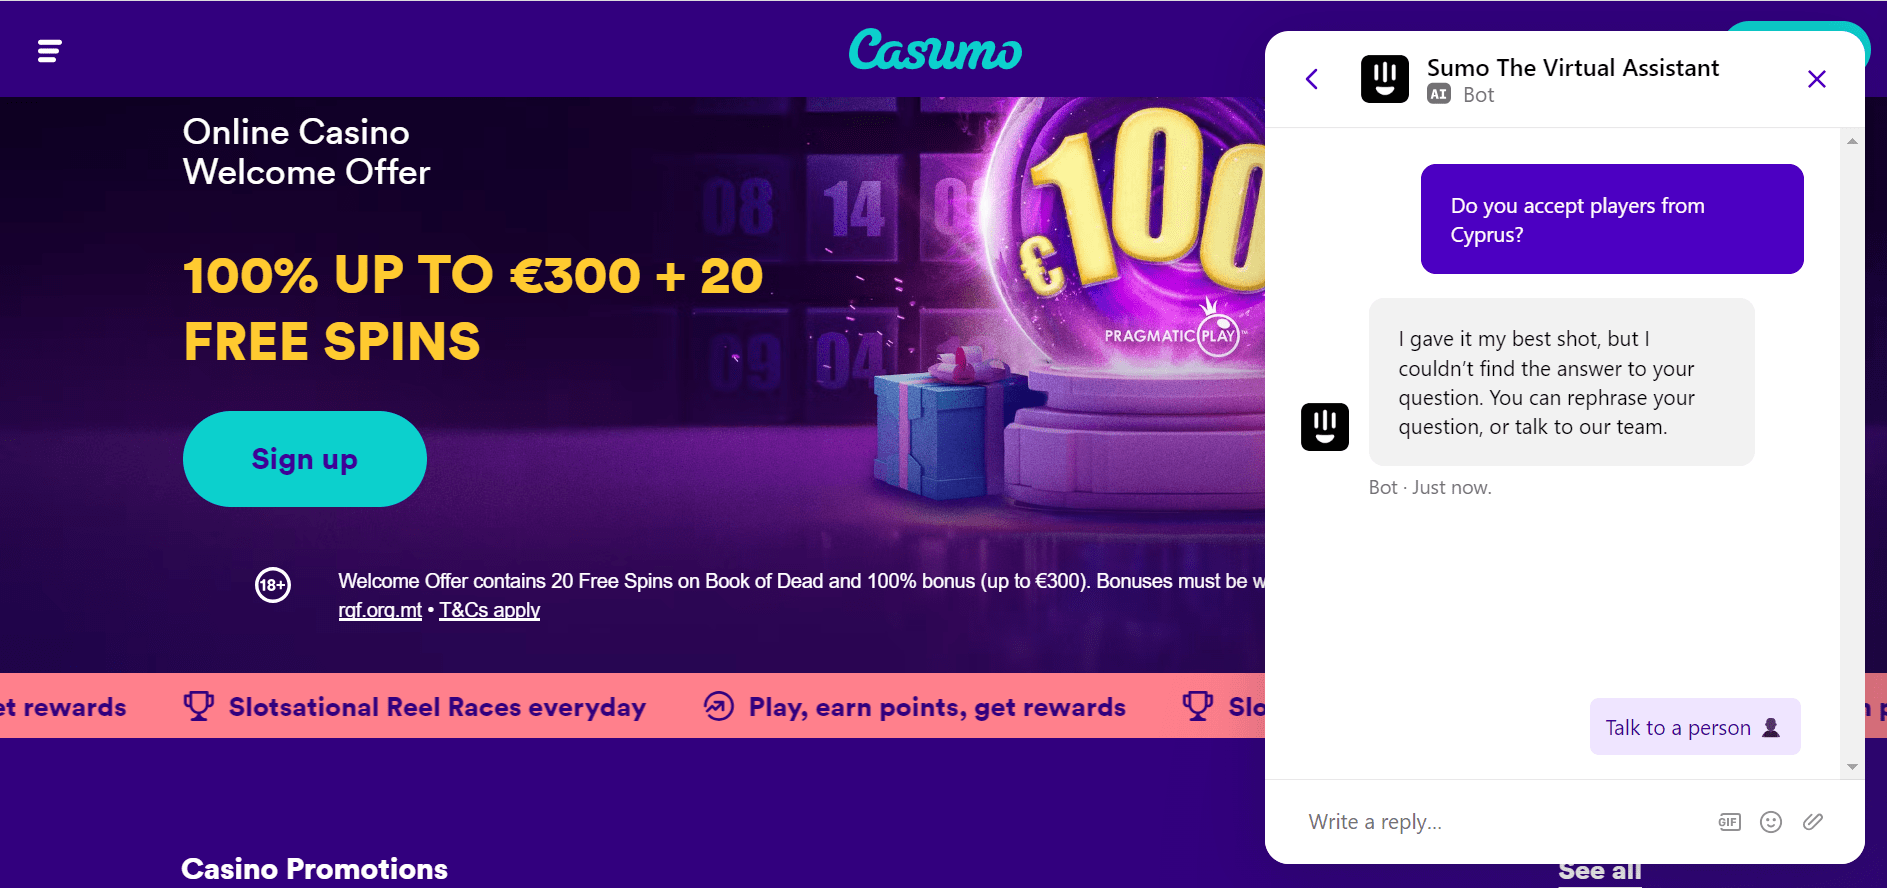 Casumo
Online Casino
Welcome Offer
100% UP TO €300 + 20
FREE SPINS
Sign up
08
14
09
04
€100
PRAGMATIC PLAY
18+
Welcome Offer contains 20 Free Spins on Book of Dead and 100% bonus (up to €300). Bonuses must be
rgf.org.mt • T&Cs apply
rewards
Slotsational Reel Races everyday
Play, earn points, get rewards
Casino Promotions
See all
Sumo The Virtual Assistant
AI Bot
Do you accept players from
Cyprus?
I gave it my best shot, but I
couldn’t find the answer to your
question. You can rephrase your
question, or talk to our team.
Bot · Just now.
Talk to a person
Write a reply…
GIF